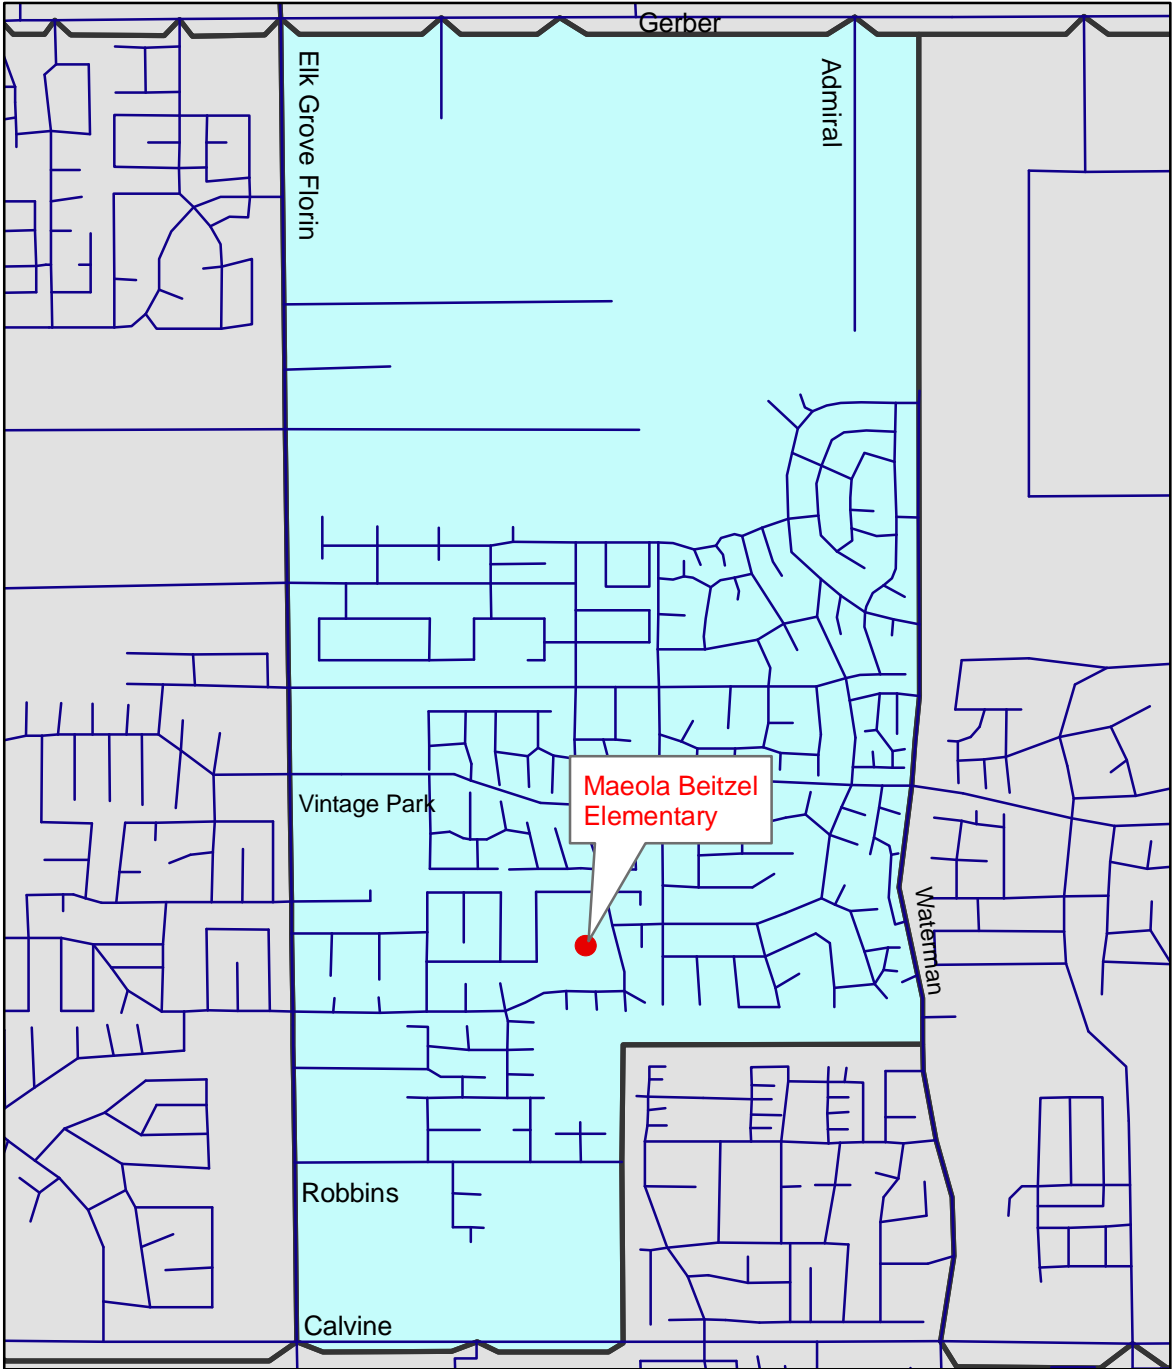 Gerber
Elk Grove Florin
Admiral
Maeola Beitzel
Elementary
Vintage Park
Waterman
Robbins
Calvine